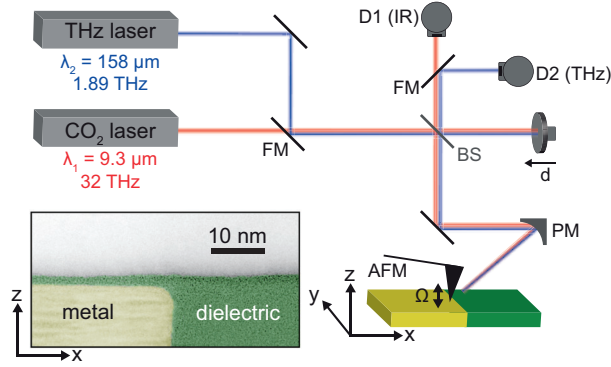 THz laser
λ₂ = 158 µm
1.89 THz
CO₂ laser
λ₁ = 9.3 µm
32 THz
FM
D1 (IR)
FM
D2 (THz)
BS
d
PM
AFM
Ω
z
y
x
10 nm
metal
dielectric
z
x